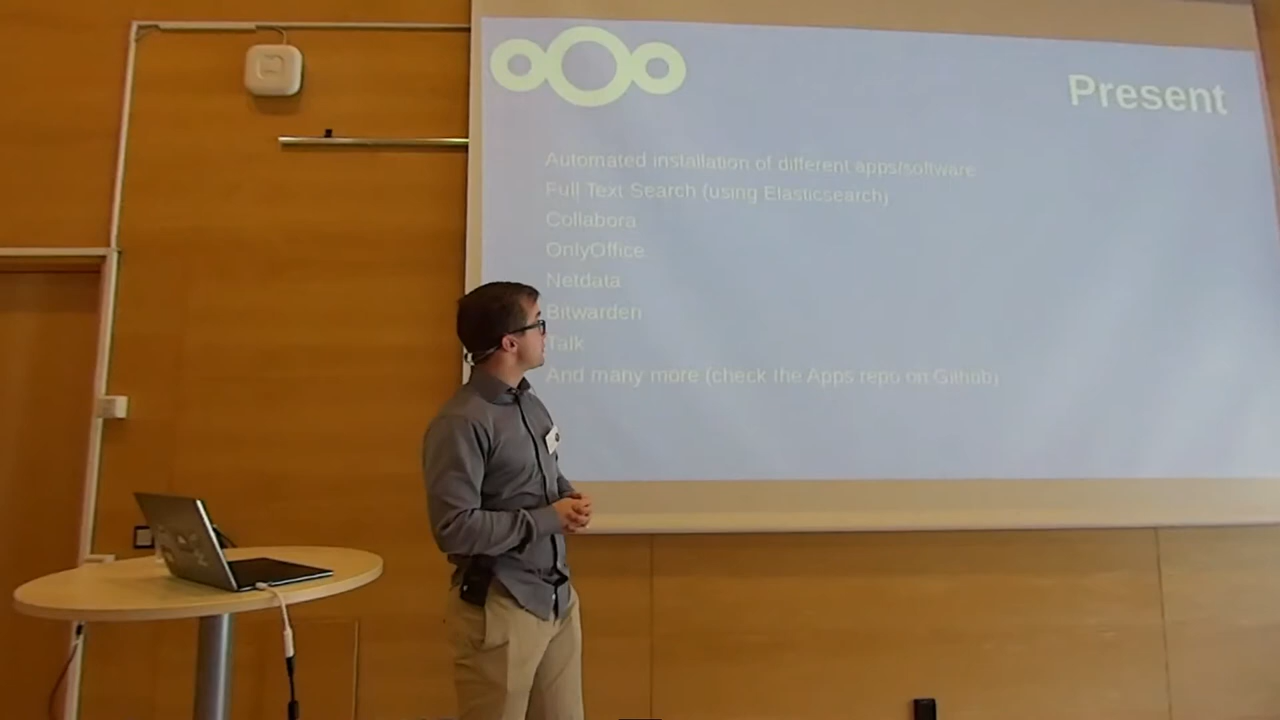 Present
Automated installation of different apps/software
Full Text Search (using Elasticsearch)
Collabora
OnlyOffice
Netdata
Bitwarden
Talk
And many more (check the Apps repo on Github)